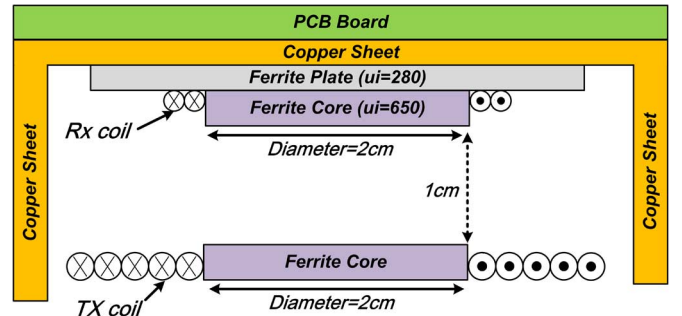 PCB Board
Copper Sheet
Ferrite Plate (ui=280)
Ferrite Core (ui=650)
Rx coil
Diameter=2cm
Copper Sheet
Copper Sheet
1cm
Ferrite Core
TX coil
Diameter=2cm